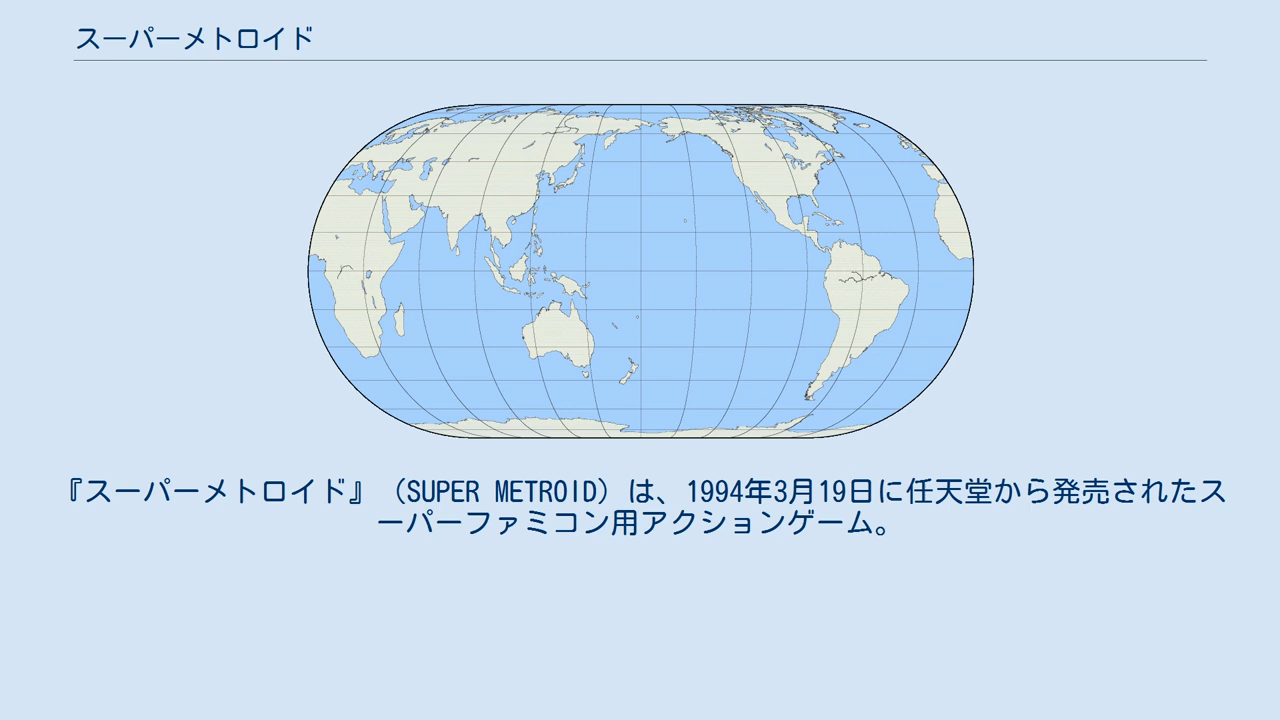 スーパーメトロイド
『スーパーメトロイド』（SUPER METROID）は、1994年3月19日に任天堂から発売されたス
ーパーファミコン用アクションゲーム。